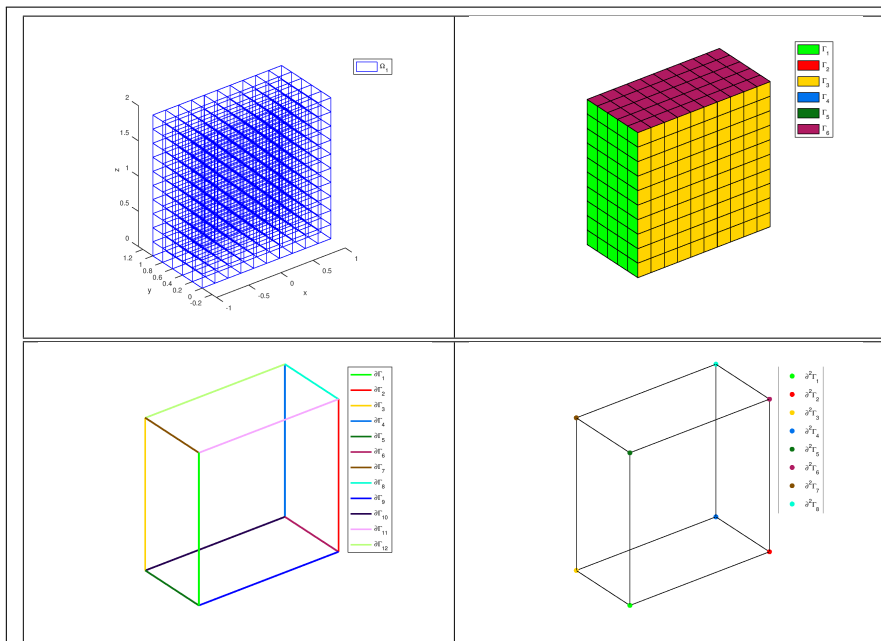 Ω₁
2
1.5
1
0.5
0
z
1.2
1
0.8
0.6
0.4
0.2
0
-0.2
y
-1
-0.5
0
0.5
1
x
Γ₁
Γ₂
Γ₃
Γ₄
Γ₅
Γ₆
∂Γ₁
∂Γ₂
∂Γ₃
∂Γ₄
∂Γ₅
∂Γ₆
∂Γ₇
∂Γ₈
∂Γ₉
∂Γ₁₀
∂Γ₁₁
∂Γ₁₂
∂²Γ₁
∂²Γ₂
∂²Γ₃
∂²Γ₄
∂²Γ₅
∂²Γ₆
∂²Γ₇
∂²Γ₈